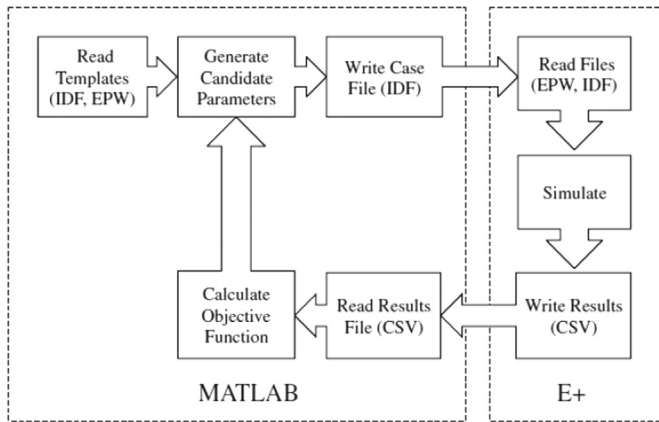 Read
Templates
(IDF, EPW)
Generate
Candidate
Parameters
Write Case
File (IDF)
Read Files
(EPW, IDF)
Simulate
Calculate
Objective
Function
Read Results
File (CSV)
Write Results
(CSV)
MATLAB
E+